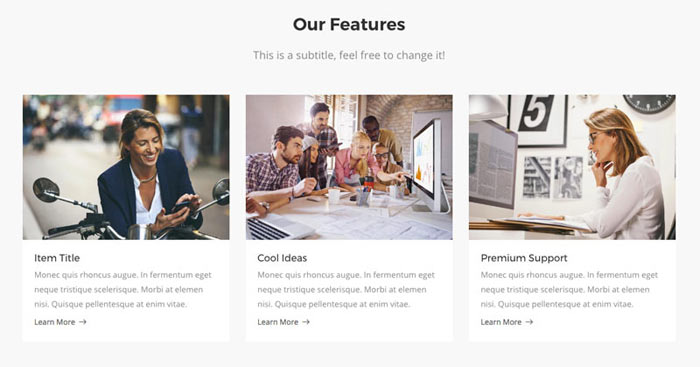 Our Features
This is a subtitle, feel free to change it!
5
Item Title
Monec quis rhoncus augue. In fermentum eget
neque tristique scelerisque. Morbi at elemen
nisi. Quisque pellentesque at enim vitae.
Learn More →
Cool Ideas
Monec quis rhoncus augue. In fermentum eget
neque tristique scelerisque. Morbi at elemen
nisi. Quisque pellentesque at enim vitae.
Learn More →
Premium Support
Monec quis rhoncus augue. In fermentum eget
neque tristique scelerisque. Morbi at elemen
nisi. Quisque pellentesque at enim vitae.
Learn More →